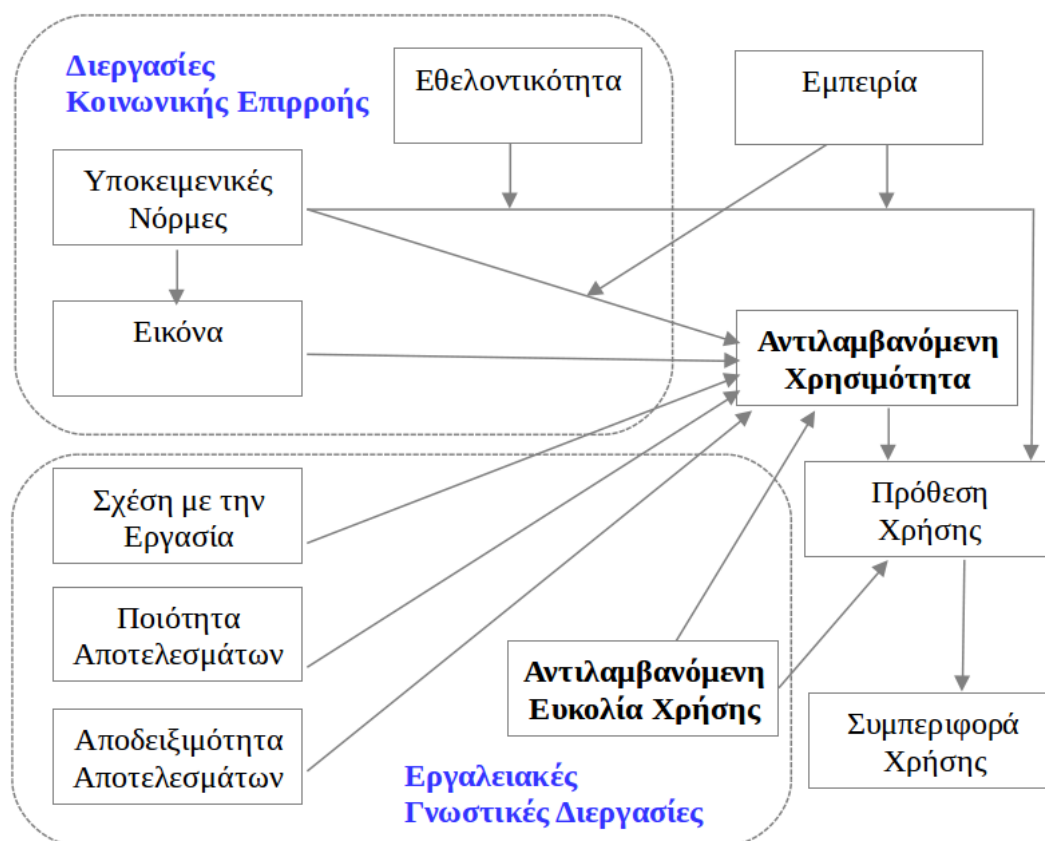 Διεργασίες
Κοινωνικής Επιρροής
Εθελοντικότητα
Εμπειρία
Υποκειμενικές
Νόρμες
Εικόνα
Αντιλαμβανόμενη
Χρησιμότητα
Σχέση με την
Εργασία
Πρόθεση
Χρήσης
Ποιότητα
Αποτελεσμάτων
Αντιλαμβανόμενη
Ευκολία Χρήσης
Αποδειξιμότητα
Αποτελεσμάτων
Συμπεριφορά
Χρήσης
Εργαλειακές
Γνωστικές Διεργασίες